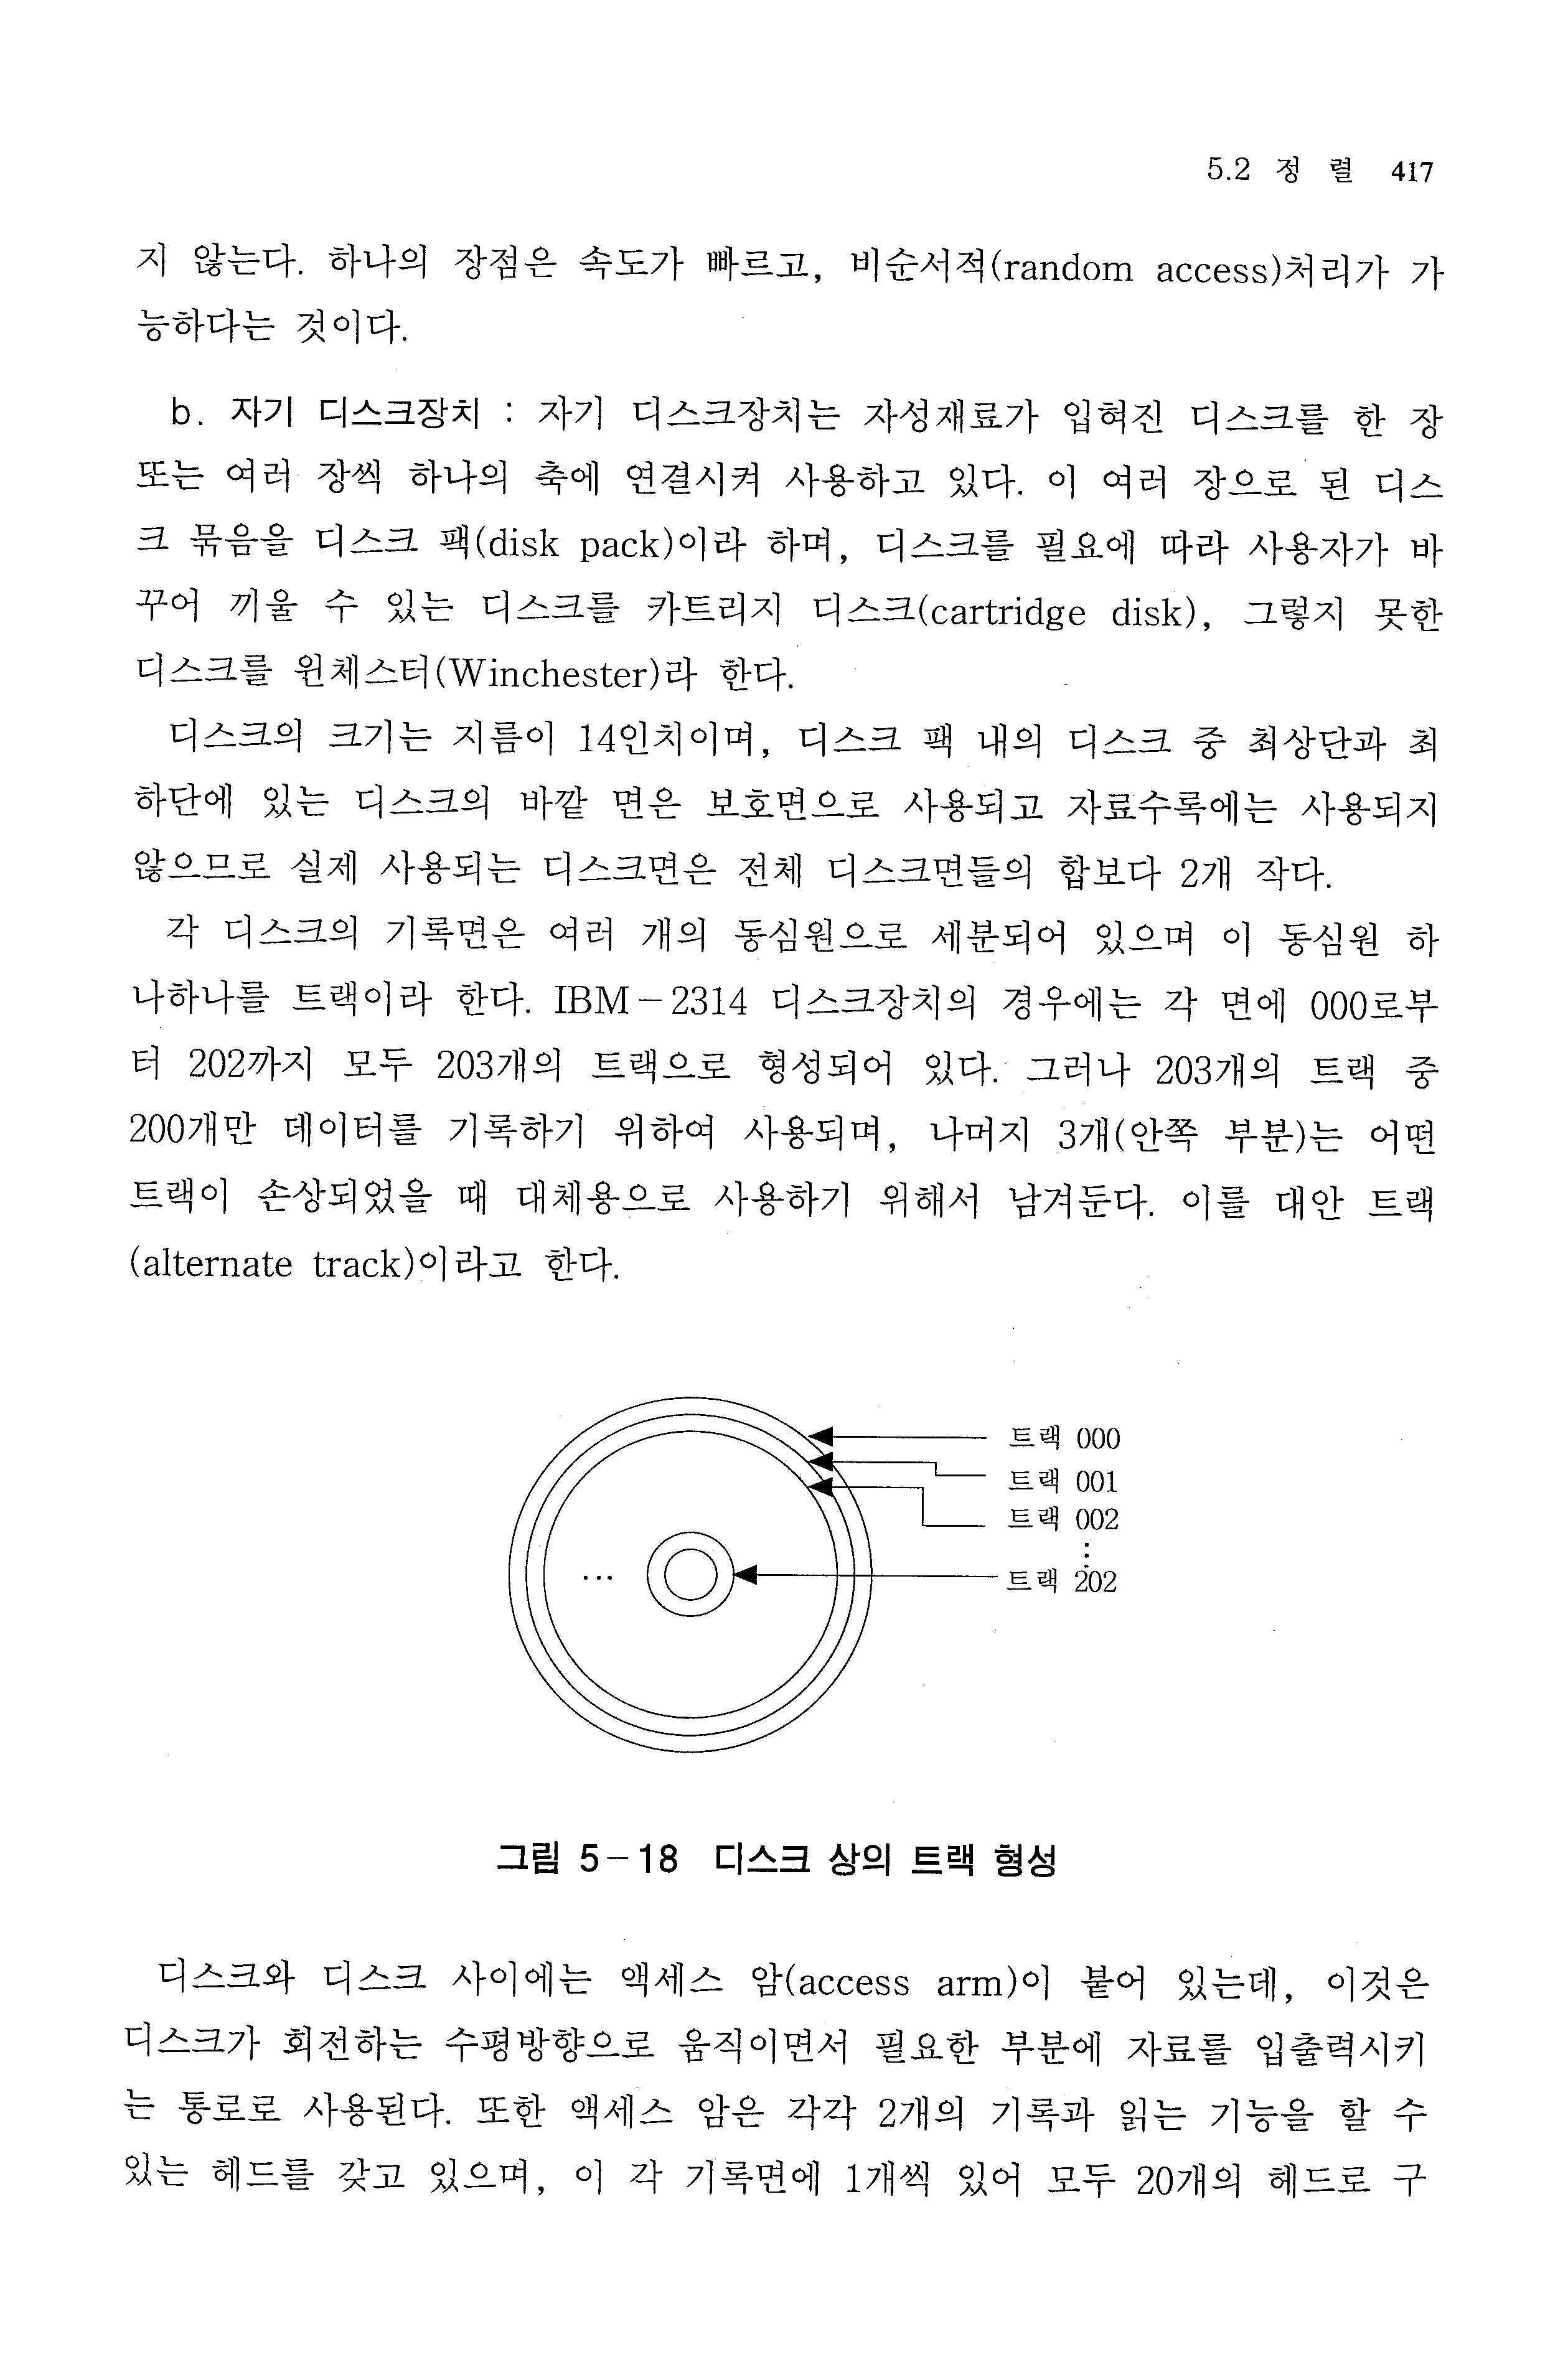 5.2 정 렬 417
지 않는다. 하나의 장점은 속도가 빠르고, 비순서적(random access)처리가 가
능하다는 것이다.
b. 자기 디스크장치 : 자기 디스크장치는 자성재료가 입혀진 디스크를 한 장
또는 여러 장씩 하나의 축에 연결시켜 사용하고 있다. 이 여러 장으로 된 디스
크 묶음을 디스크 팩(disk pack)이라 하며, 디스크를 필요에 따라 사용자가 바
꾸어 끼울 수 있는 디스크를 카트리지 디스크(cartridge disk), 그렇지 못한
디스크를 윈체스터(Winchester)라 한다.
디스크의 크기는 지름이 14인치이며, 디스크 팩 내의 디스크 중 최상단과 최
하단에 있는 디스크의 바깥 면은 보호면으로 사용되고 자료수록에는 사용되지
않으므로 실제 사용되는 디스크면은 전체 디스크면들의 합보다 2개 작다.
각 디스크의 기록면은 여러 개의 동심원으로 세분되어 있으며 이 동심원 하
나하나를 트랙이라 한다. IBM－2314 디스크장치의 경우에는 각 면에 000로부
터 202까지 모두 203개의 트랙으로 형성되어 있다. 그러나 203개의 트랙 중
200개만 데이터를 기록하기 위하여 사용되며, 나머지 3개(안쪽 부분)는 어떤
트랙이 손상되었을 때 대체용으로 사용하기 위해서 남겨둔다. 이를 대안 트랙
(alternate track)이라고 한다.
트랙 000
트랙 001
트랙 002
⋮
… 트랙 202
그림 5－18 디스크 상의 트랙 형성
디스크와 디스크 사이에는 액세스 암(access arm)이 붙어 있는데, 이것은
디스크가 회전하는 수평방향으로 움직이면서 필요한 부분에 자료를 입출력시키
는 통로로 사용된다. 또한 액세스 암은 각각 2개의 기록과 읽는 기능을 할 수
있는 헤드를 갖고 있으며, 이 각 기록면에 1개씩 있어 모두 20개의 헤드로 구